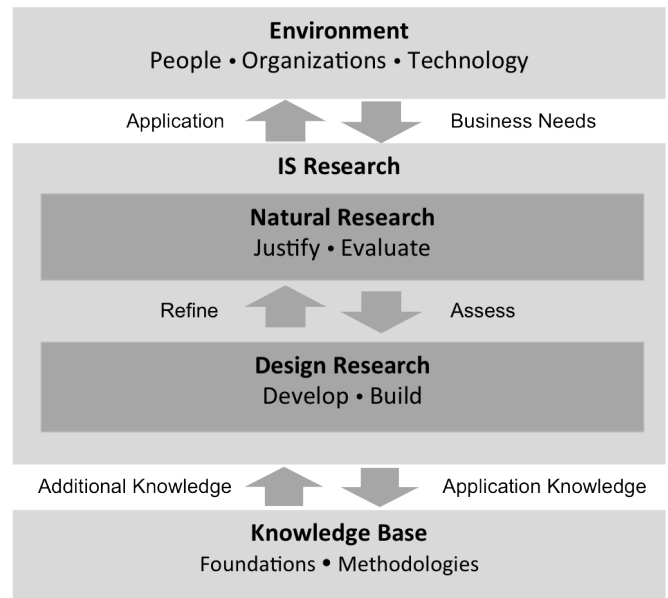 Environment
People • Organizations • Technology
Application
Business Needs
IS Research
Natural Research
Justify • Evaluate
Refine
Assess
Design Research
Develop • Build
Additional Knowledge
Application Knowledge
Knowledge Base
Foundations • Methodologies